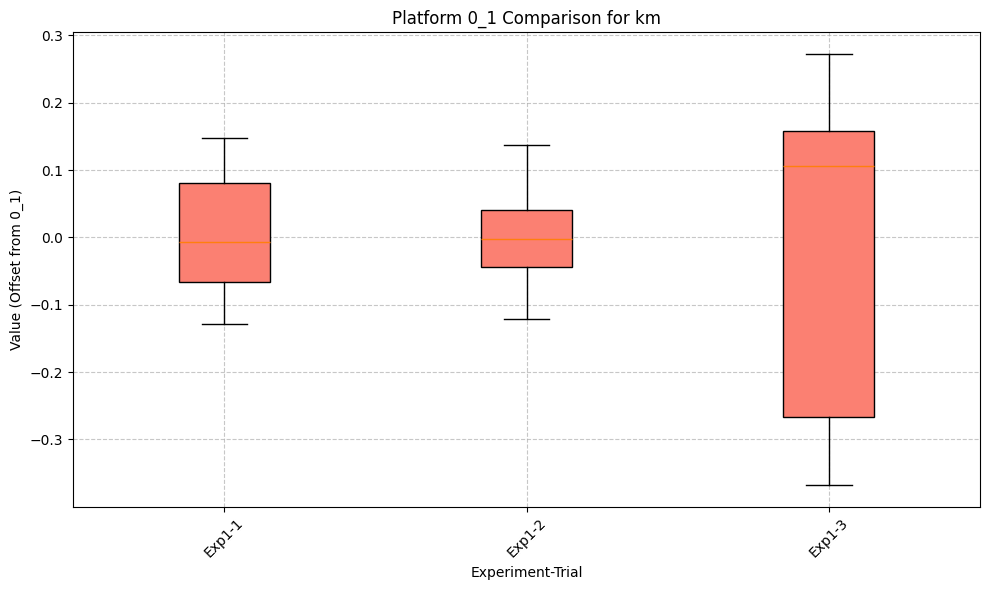 Platform 0_1 Comparison for km
0.3
0.2
0.1
0.0
−0.1
−0.2
−0.3
Value (Offset from 0_1)
Exp1-1
Exp1-2
Exp1-3
Experiment-Trial